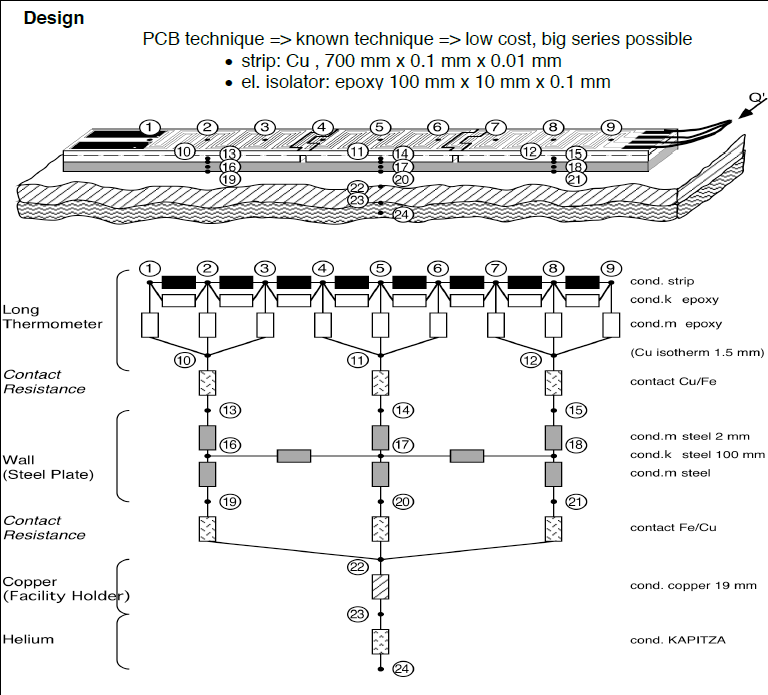 Design
PCB technique => known technique => low cost, big series possible
• strip: Cu , 700 mm x 0.1 mm x 0.01 mm
• el. isolator: epoxy 100 mm x 10 mm x 0.1 mm
Q'
1 2 3 4 5 6 7 8 9
10 13 11 14 12 15
16 17 18
19 20 21
22
23
24
1 2 3 4 5 6 7 8 9
cond. strip
cond.k epoxy
Long
Thermometer
cond.m epoxy
10 11 12
(Cu isotherm 1.5 mm)
Contact
Resistance
contact Cu/Fe
13 14 15
16 17 18
cond.m steel 2 mm
cond.k steel 100 mm
Wall
(Steel Plate)
cond.m steel
19 20 21
Contact
Resistance
contact Fe/Cu
22
Copper
(Facility Holder)
cond. copper 19 mm
23
Helium
cond. KAPITZA
24